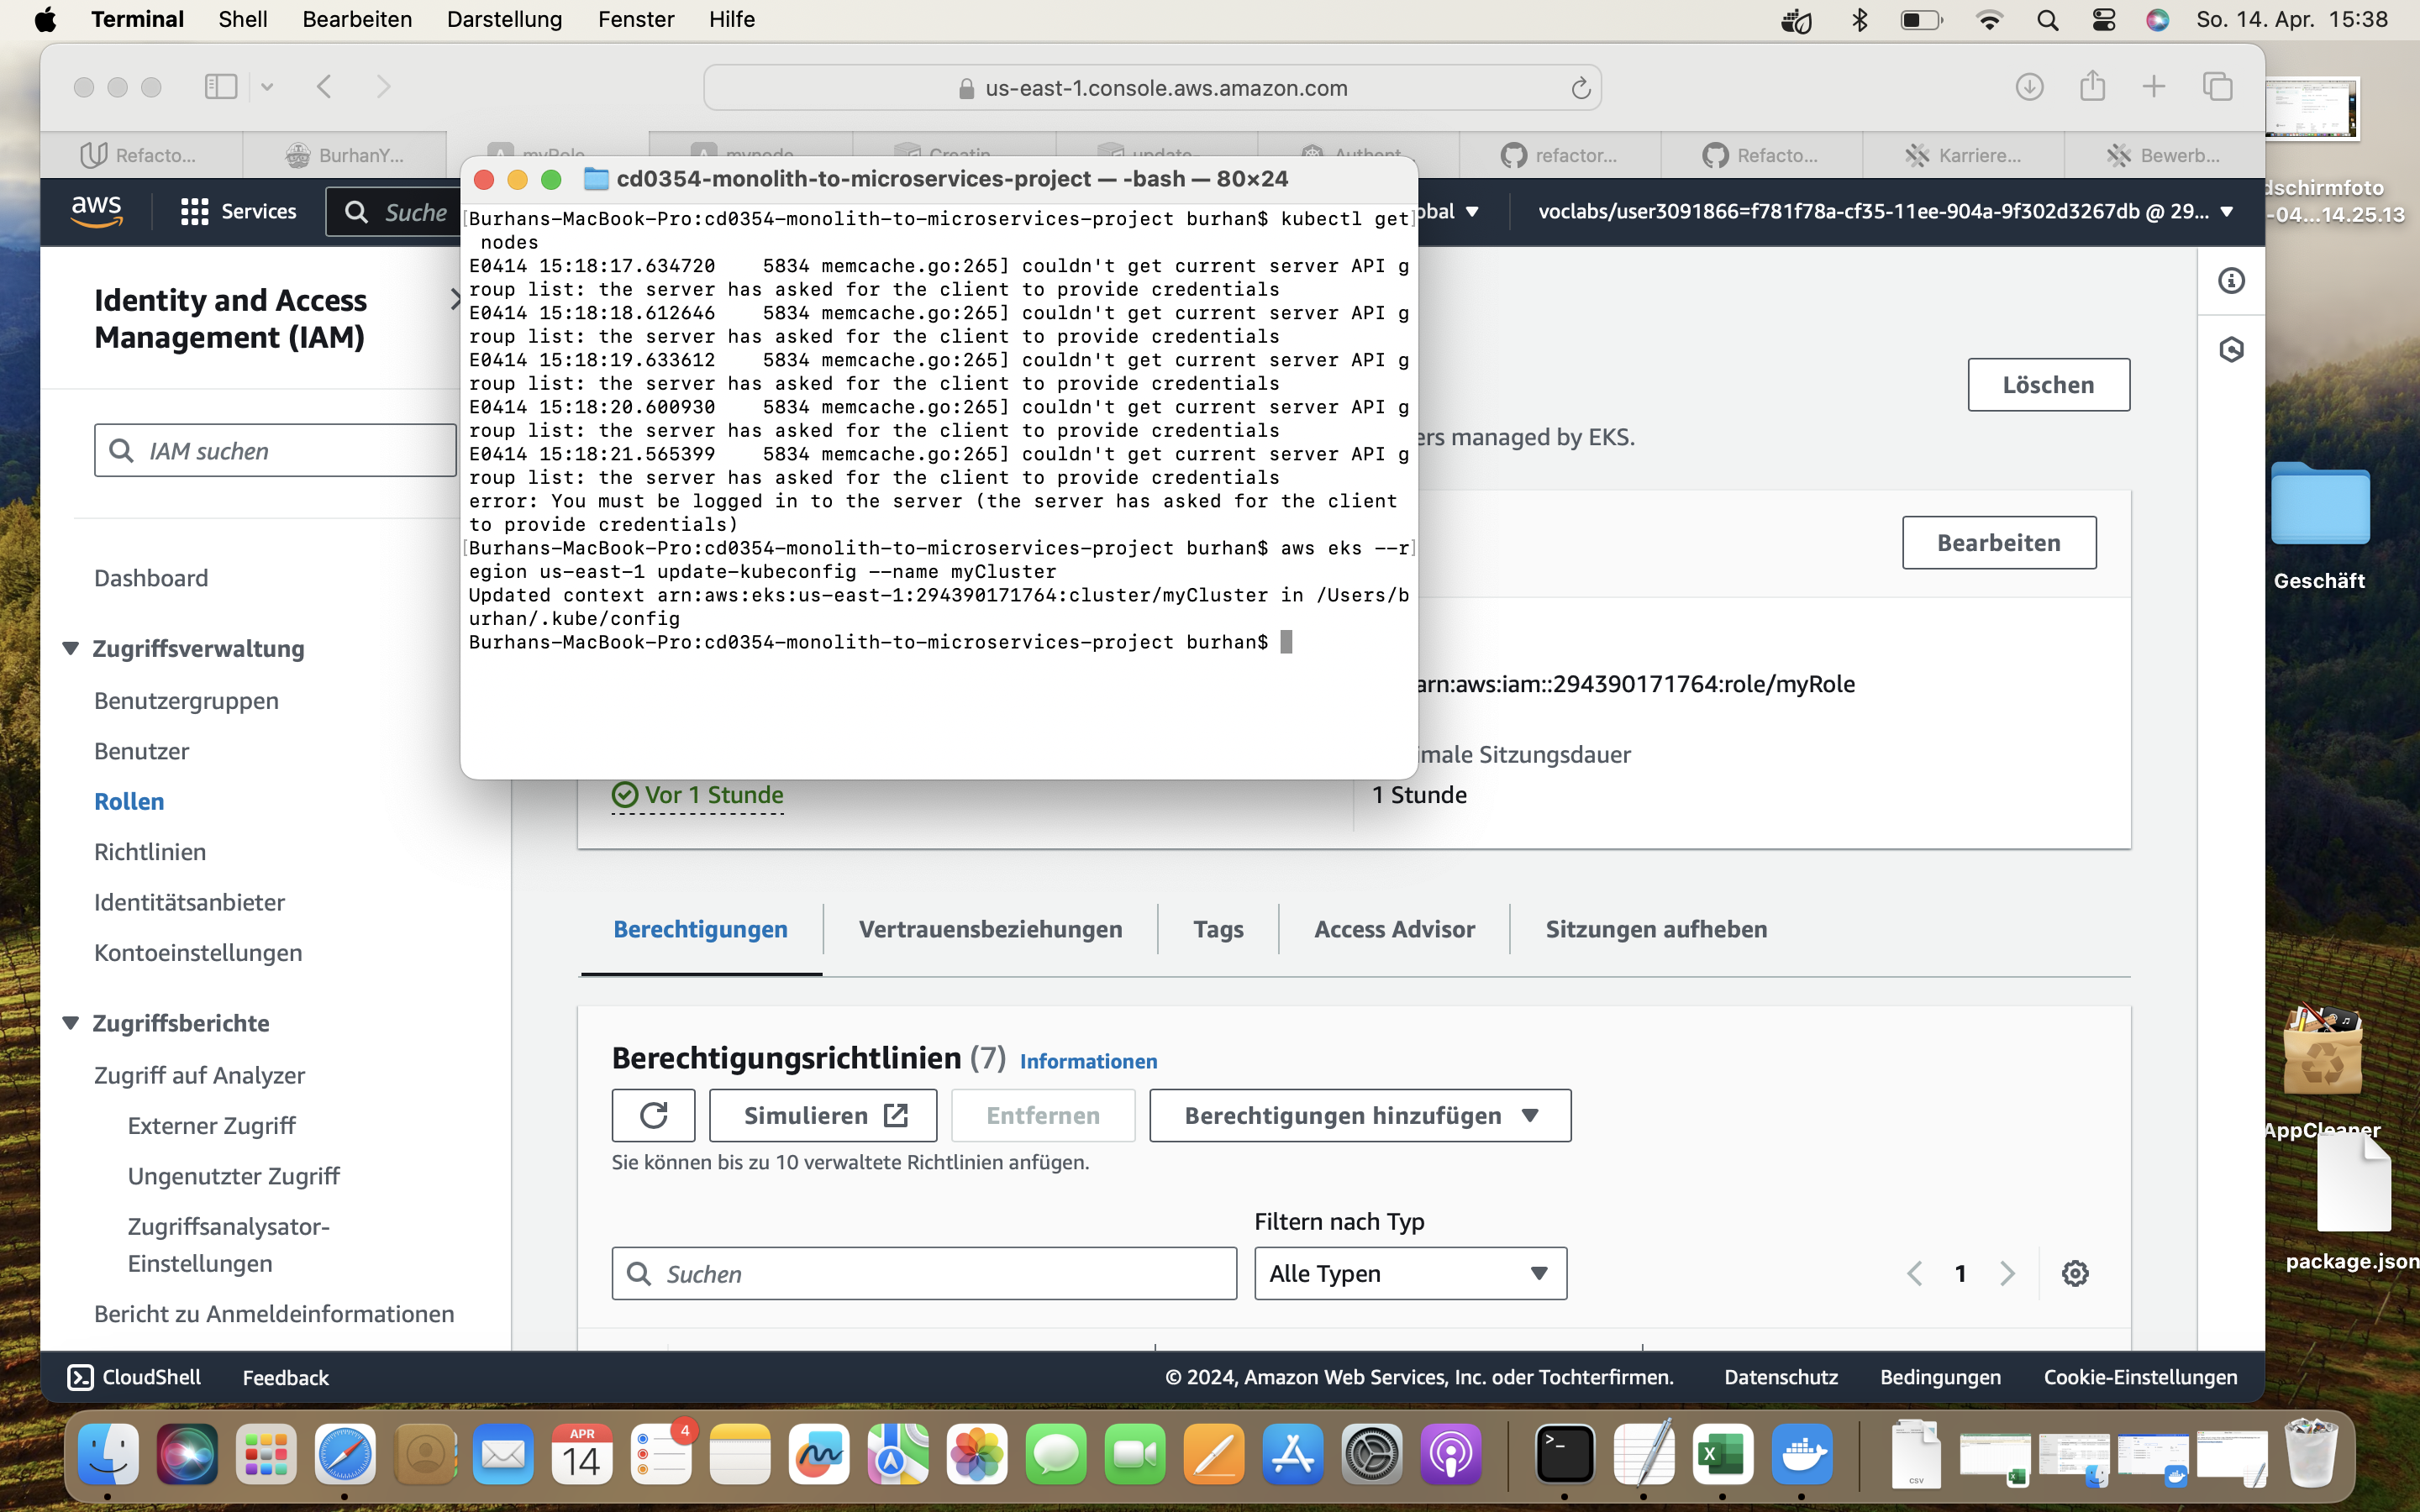 Terminal Shell Bearbeiten Darstellung Fenster Hilfe So. 14. Apr. 15:38
us-east-1.console.aws.amazon.com
Refacto... BurhanY... myRole mynode Creatin update- Authent refactor... Refacto... Karriere... Bewerb...
aws Services Suche obal voclabs/user3091866=f781f78a-cf35-11ee-904a-9f302d3267db @ 29...
cd0354-monolith-to-microservices-project — -bash — 80×24
[Burhans-MacBook-Pro:cd0354-monolith-to-microservices-project burhan$ kubectl get]
nodes
E0414 15:18:17.634720    5834 memcache.go:265] couldn't get current server API g
roup list: the server has asked for the client to provide credentials
E0414 15:18:18.612646    5834 memcache.go:265] couldn't get current server API g
roup list: the server has asked for the client to provide credentials
E0414 15:18:19.633612    5834 memcache.go:265] couldn't get current server API g
roup list: the server has asked for the client to provide credentials
E0414 15:18:20.600930    5834 memcache.go:265] couldn't get current server API g
roup list: the server has asked for the client to provide credentials
E0414 15:18:21.565399    5834 memcache.go:265] couldn't get current server API g
roup list: the server has asked for the client to provide credentials
error: You must be logged in to the server (the server has asked for the client
to provide credentials)
[Burhans-MacBook-Pro:cd0354-monolith-to-microservices-project burhan$ aws eks --r]
egion us-east-1 update-kubeconfig --name myCluster
Updated context arn:aws:eks:us-east-1:294390171764:cluster/myCluster in /Users/b
urhan/.kube/config
Burhans-MacBook-Pro:cd0354-monolith-to-microservices-project burhan$
Identity and Access
Management (IAM)
IAM suchen
Dashboard
Zugriffsverwaltung
Benutzergruppen
Benutzer
Rollen
Richtlinien
Identitätsanbieter
Kontoeinstellungen
Zugriffsberichte
Zugriff auf Analyzer
Externer Zugriff
Ungenutzter Zugriff
Zugriffsanalysator-
Einstellungen
Bericht zu Anmeldeinformationen
Löschen
ers managed by EKS.
Bearbeiten
arn:aws:iam::294390171764:role/myRole
imale Sitzungsdauer
Vor 1 Stunde
1 Stunde
Berechtigungen Vertrauensbeziehungen Tags Access Advisor Sitzungen aufheben
Berechtigungsrichtlinien (7) Informationen
Simulieren Entfernen Berechtigungen hinzufügen
Sie können bis zu 10 verwaltete Richtlinien anfügen.
Filtern nach Typ
Suchen Alle Typen 1
CloudShell Feedback © 2024, Amazon Web Services, Inc. oder Tochterfirmen. Datenschutz Bedingungen Cookie-Einstellungen
dschirmfoto
-04...14.25.13
Geschäft
AppCleaner
package.json
4
APR
14
CSV